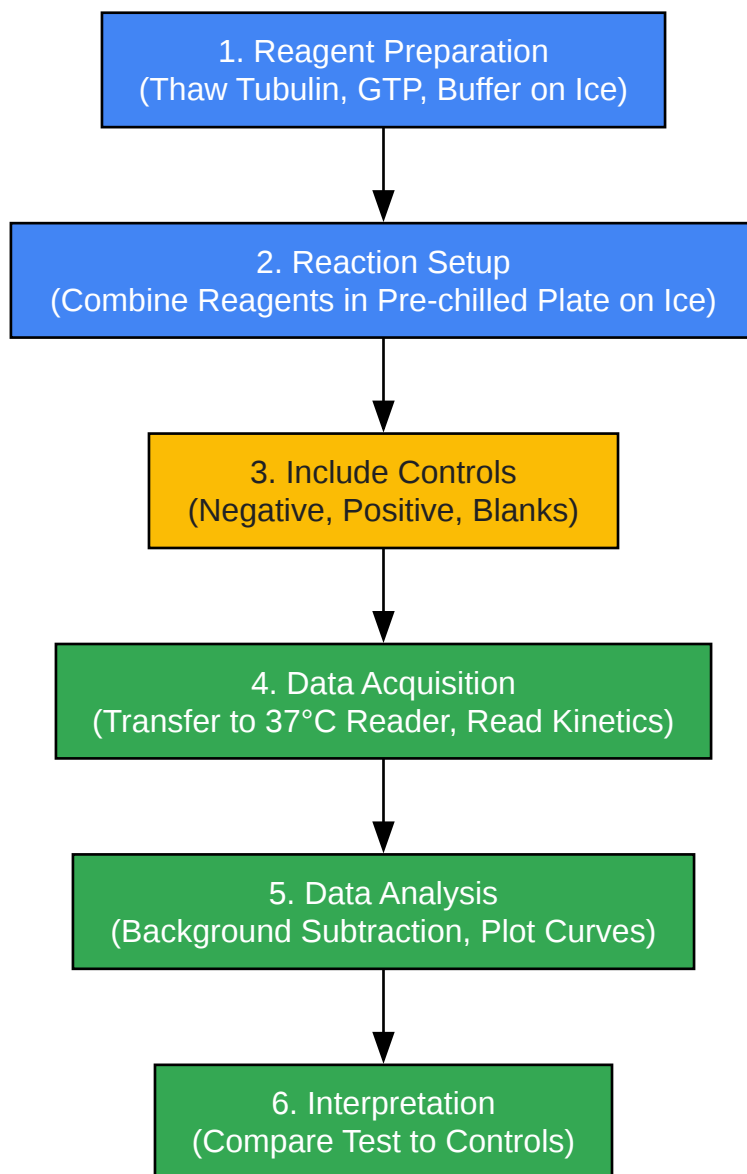 1. Reagent Preparation
(Thaw Tubulin, GTP, Buffer on Ice)
2. Reaction Setup
(Combine Reagents in Pre-chilled Plate on Ice)
3. Include Controls
(Negative, Positive, Blanks)
4. Data Acquisition
(Transfer to 37°C Reader, Read Kinetics)
5. Data Analysis
(Background Subtraction, Plot Curves)
6. Interpretation
(Compare Test to Controls)